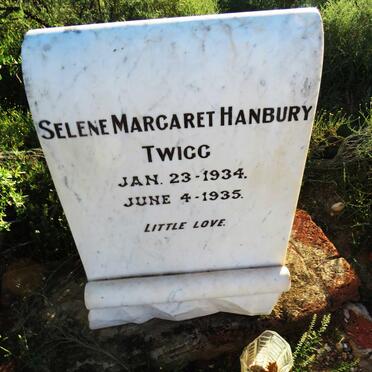 SELENE MARGARET HANBURY
TWIGG
JAN. 23-1934.
JUNE 4-1935.
LITTLE LOVE.